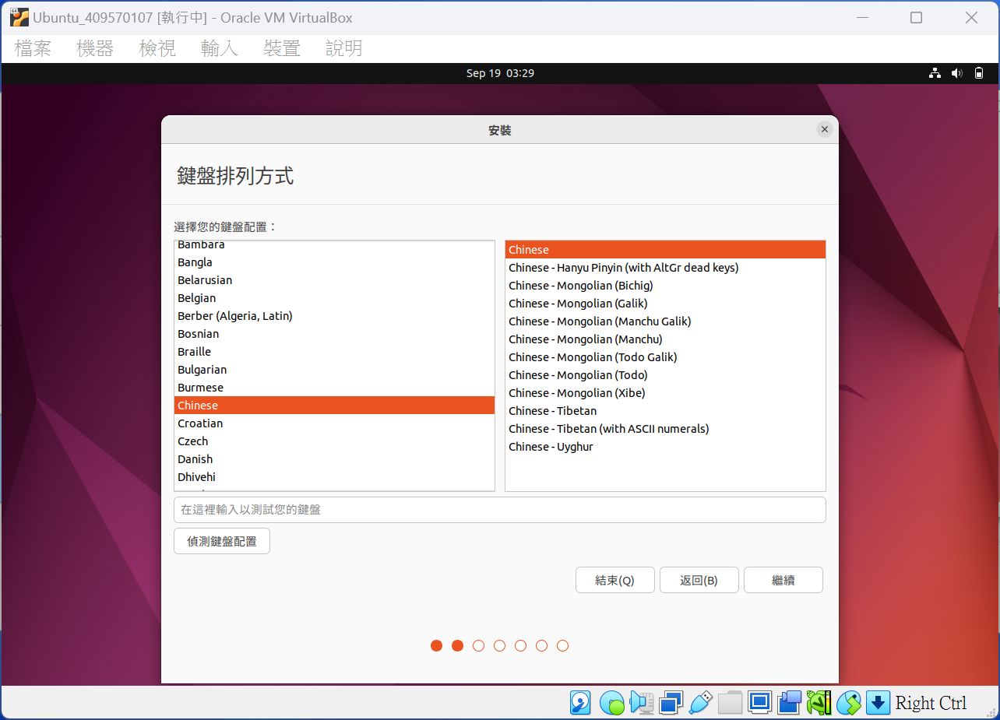 Ubuntu_409570107 [執行中] - Oracle VM VirtualBox
檔案 機器 檢視 輸入 裝置 說明
Sep 19 03:29
安裝
鍵盤排列方式
選擇您的鍵盤配置：
Bambara
Bangla
Belarusian
Belgian
Berber (Algeria, Latin)
Bosnian
Braille
Bulgarian
Burmese
Chinese
Croatian
Czech
Danish
Dhivehi
Chinese
Chinese - Hanyu Pinyin (with AltGr dead keys)
Chinese - Mongolian (Bichig)
Chinese - Mongolian (Galik)
Chinese - Mongolian (Manchu Galik)
Chinese - Mongolian (Manchu)
Chinese - Mongolian (Todo Galik)
Chinese - Mongolian (Todo)
Chinese - Mongolian (Xibe)
Chinese - Tibetan
Chinese - Tibetan (with ASCII numerals)
Chinese - Uyghur
在這裡輸入以測試您的鍵盤
偵測鍵盤配置
結束(Q) 返回(B) 繼續
Right Ctrl